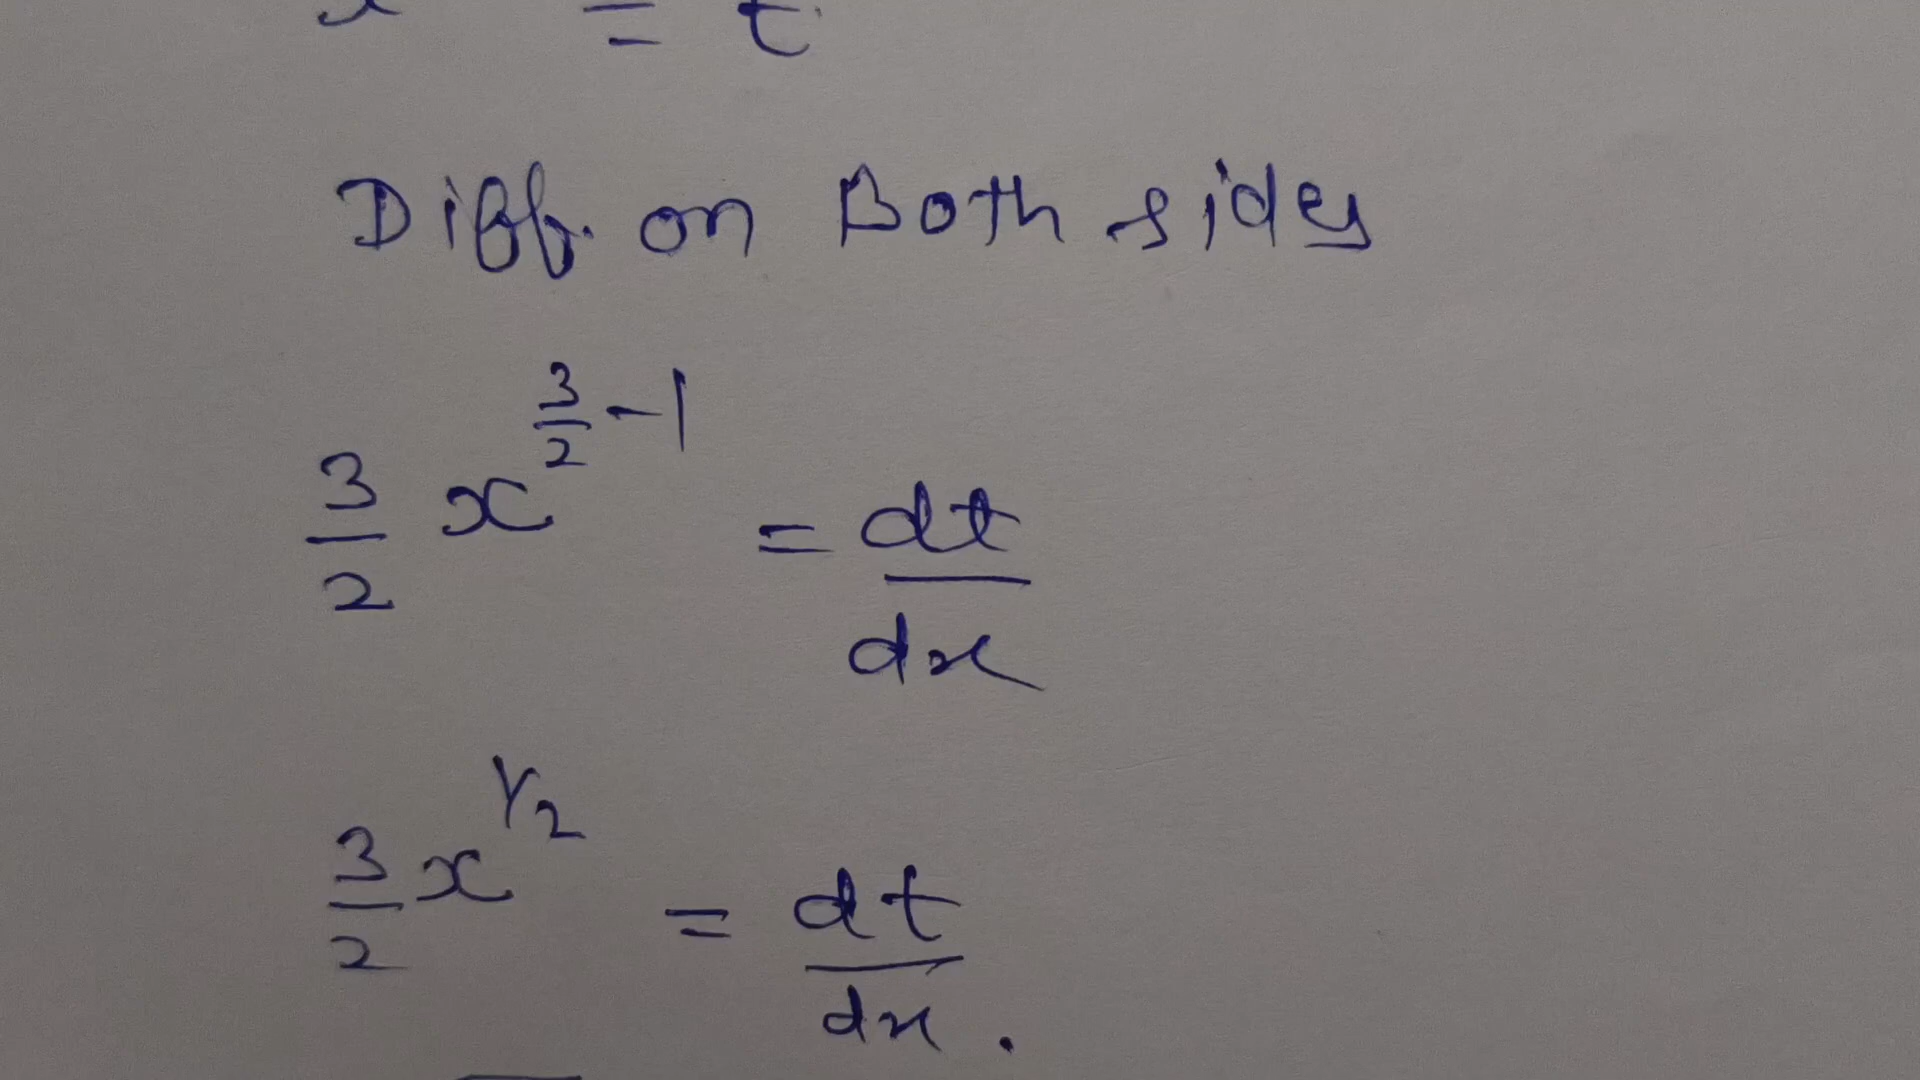 x = t
Diff. on Both sides
3/2 x^(3/2 - 1) = dt/dx
3/2 x^(1/2) = dt/dx.